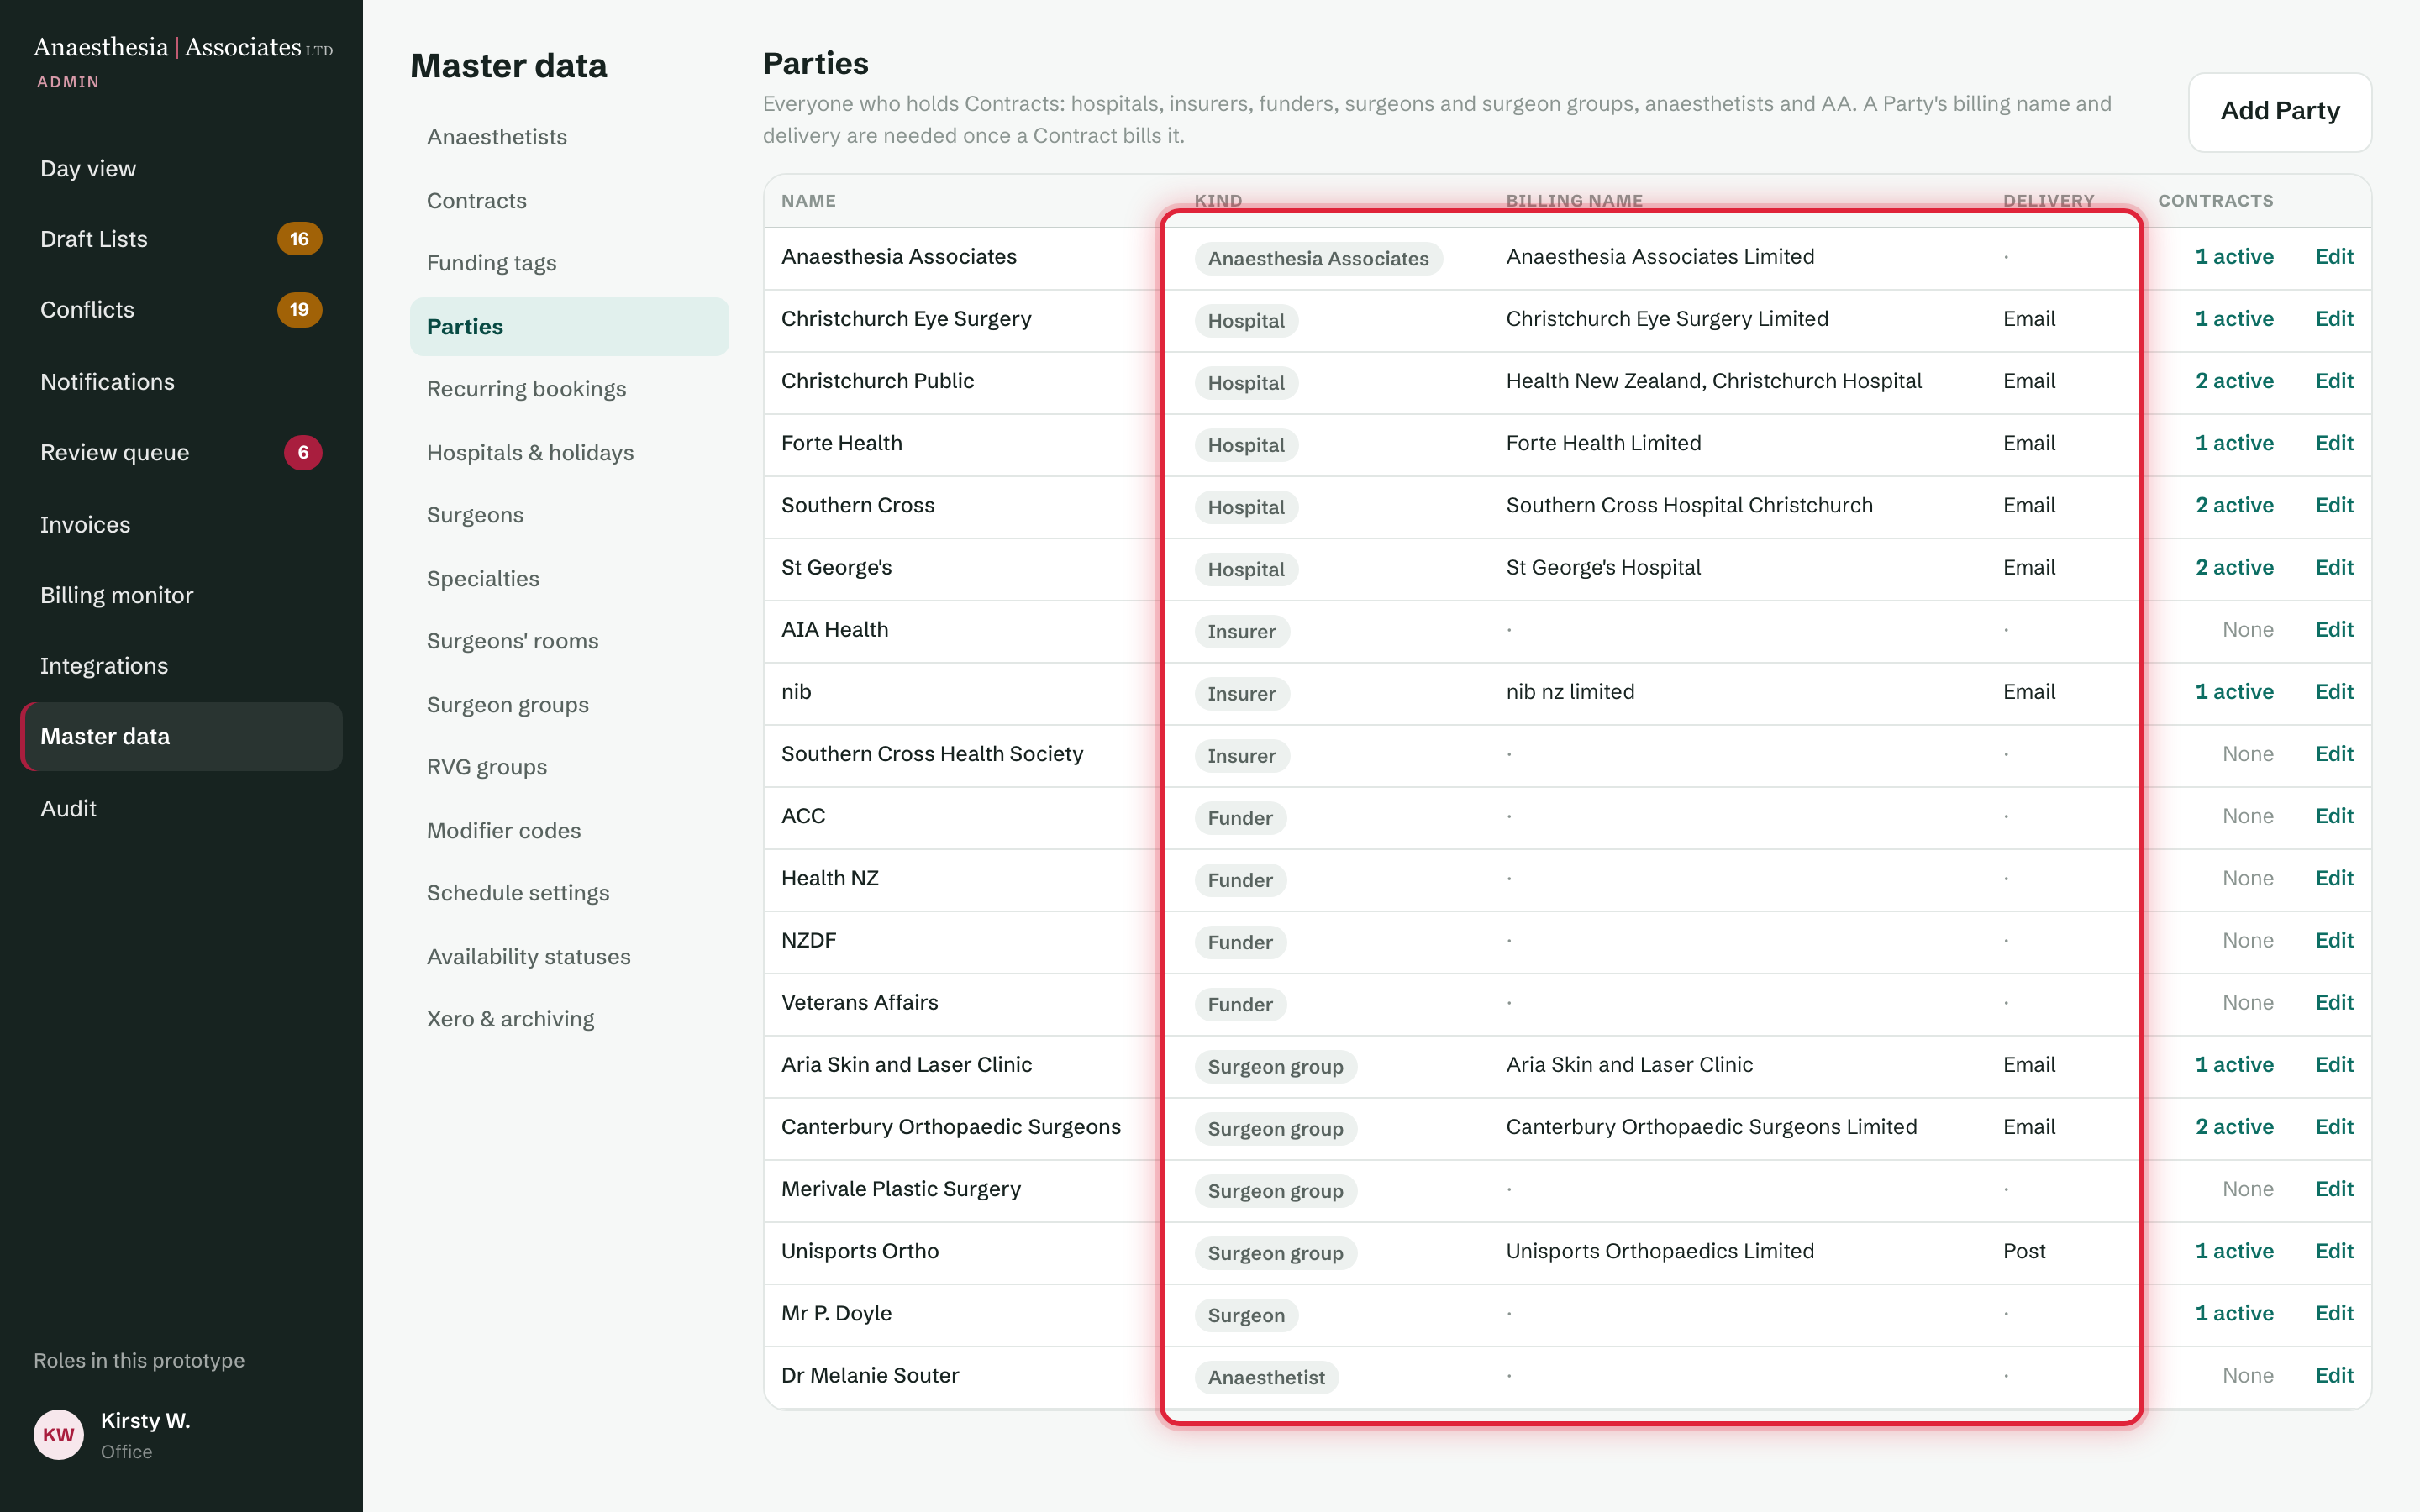 Anaesthesia | Associates LTD
ADMIN
Day view
Draft Lists 16
Conflicts 19
Notifications
Review queue 6
Invoices
Billing monitor
Integrations
Master data
Audit
Roles in this prototype
KW
Kirsty W.
Office
Master data
Anaesthetists
Contracts
Funding tags
Parties
Recurring bookings
Hospitals & holidays
Surgeons
Specialties
Surgeons' rooms
Surgeon groups
RVG groups
Modifier codes
Schedule settings
Availability statuses
Xero & archiving
Parties
Everyone who holds Contracts: hospitals, insurers, funders, surgeons and surgeon groups, anaesthetists and AA. A Party's billing name and
delivery are needed once a Contract bills it.
Add Party
NAME KIND BILLING NAME DELIVERY CONTRACTS
Anaesthesia Associates Anaesthesia Associates Anaesthesia Associates Limited · 1 active Edit
Christchurch Eye Surgery Hospital Christchurch Eye Surgery Limited Email 1 active Edit
Christchurch Public Hospital Health New Zealand, Christchurch Hospital Email 2 active Edit
Forte Health Hospital Forte Health Limited Email 1 active Edit
Southern Cross Hospital Southern Cross Hospital Christchurch Email 2 active Edit
St George's Hospital St George's Hospital Email 2 active Edit
AIA Health Insurer · · None Edit
nib Insurer nib nz limited Email 1 active Edit
Southern Cross Health Society Insurer · · None Edit
ACC Funder · · None Edit
Health NZ Funder · · None Edit
NZDF Funder · · None Edit
Veterans Affairs Funder · · None Edit
Aria Skin and Laser Clinic Surgeon group Aria Skin and Laser Clinic Email 1 active Edit
Canterbury Orthopaedic Surgeons Surgeon group Canterbury Orthopaedic Surgeons Limited Email 2 active Edit
Merivale Plastic Surgery Surgeon group · · None Edit
Unisports Ortho Surgeon group Unisports Orthopaedics Limited Post 1 active Edit
Mr P. Doyle Surgeon · · 1 active Edit
Dr Melanie Souter Anaesthetist · · None Edit